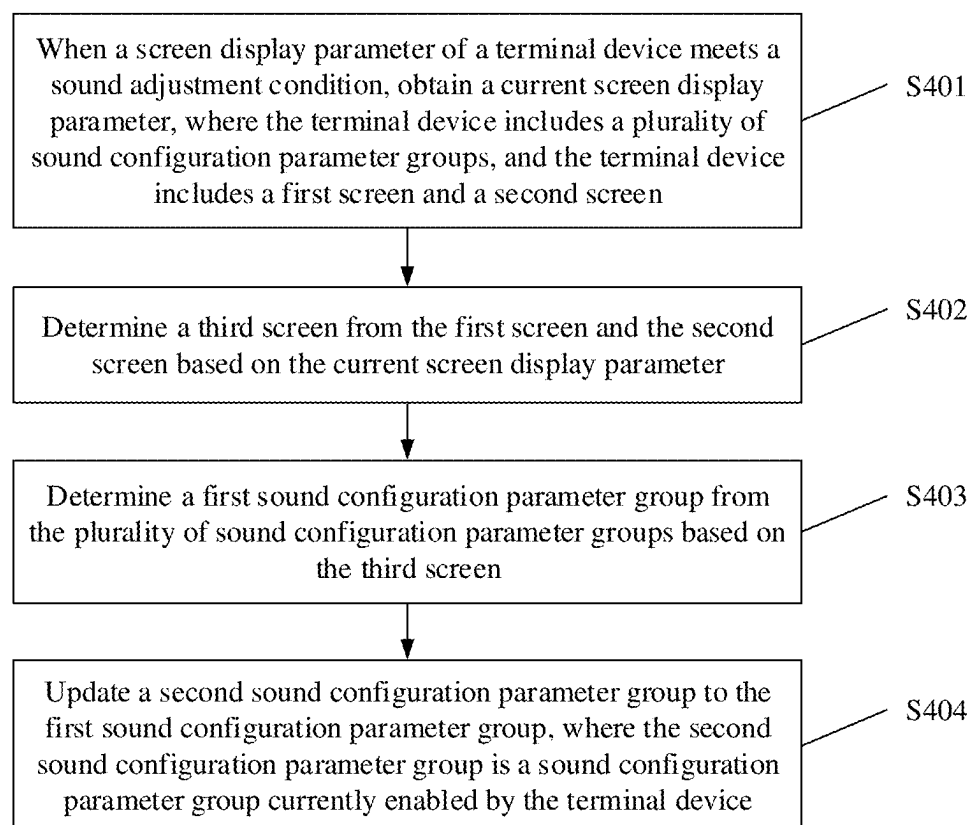 When a screen display parameter of a terminal device meets a
sound adjustment condition, obtain a current screen display
parameter, where the terminal device includes a plurality of
sound configuration parameter groups, and the terminal device
includes a first screen and a second screen
S401
Determine a third screen from the first screen and the second
screen based on the current screen display parameter
S402
Determine a first sound configuration parameter group from
the plurality of sound configuration parameter groups based on
the third screen
S403
Update a second sound configuration parameter group to the
first sound configuration parameter group, where the second
sound configuration parameter group is a sound configuration
parameter group currently enabled by the terminal device
S404